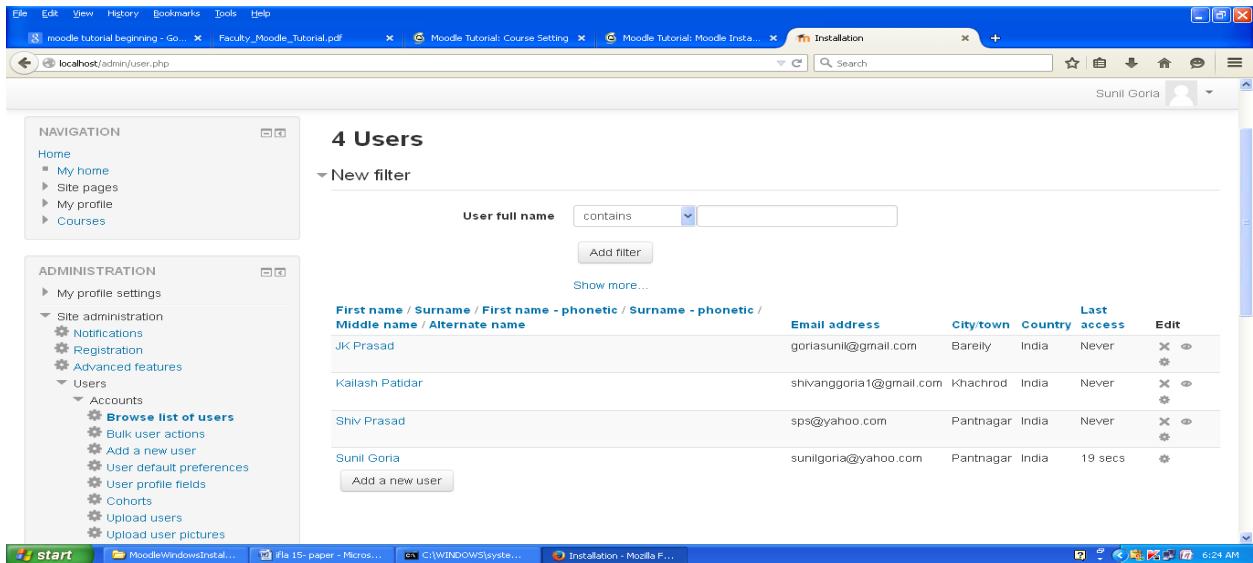 File Edit View History Bookmarks Tools Help
moodle tutorial beginning - Go... Faculty_Moodle_Tutorial.pdf Moodle Tutorial: Course Setting Moodle Tutorial: Moodle Insta... Installation
localhost/admin/user.php
Search
Sunil Goria
NAVIGATION
Home
My home
Site pages
My profile
Courses
ADMINISTRATION
My profile settings
Site administration
Notifications
Registration
Advanced features
Users
Accounts
Browse list of users
Bulk user actions
Add a new user
User default preferences
User profile fields
Cohorts
Upload users
Upload user pictures
4 Users
New filter
User full name contains
Add filter
Show more...
First name / Surname / First name - phonetic / Surname - phonetic /
Middle name / Alternate name Email address City/town Country Last access Edit
JK Prasad goriasunil@gmail.com Bareily India Never
Kailash Patidar shivanggoria1@gmail.com Khachrod India Never
Shiv Prasad sps@yahoo.com Pantnagar India Never
Sunil Goria sunilgoria@yahoo.com Pantnagar India 19 secs
Add a new user
start MoodleWindowsInstal... ifla 15- paper - Micros... C:\WINDOWS\syste... Installation - Mozilla F... 6:24 AM